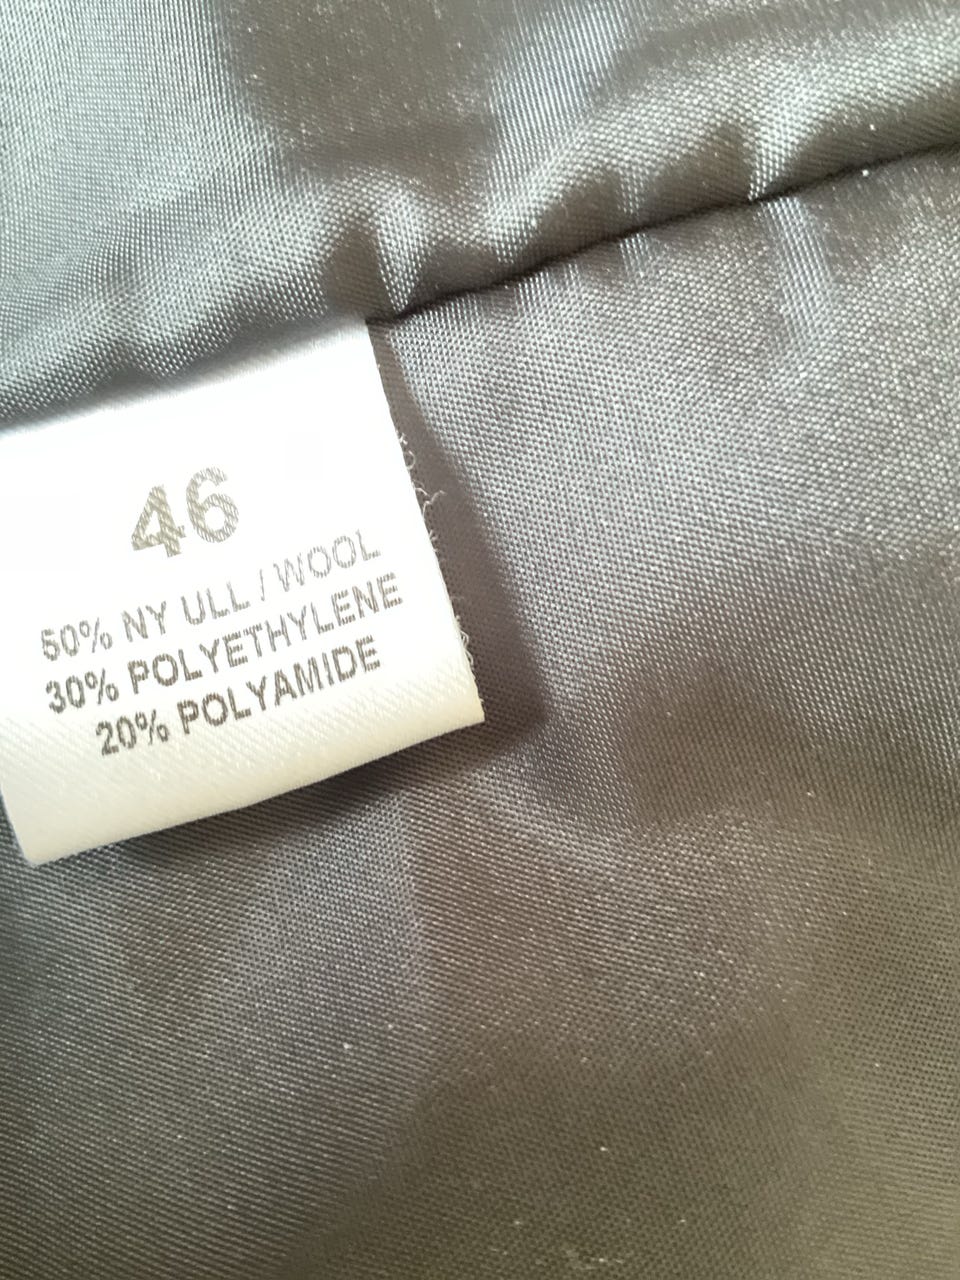 46
50% NY ULL / WOOL
30% POLYETHYLENE
20% POLYAMIDE